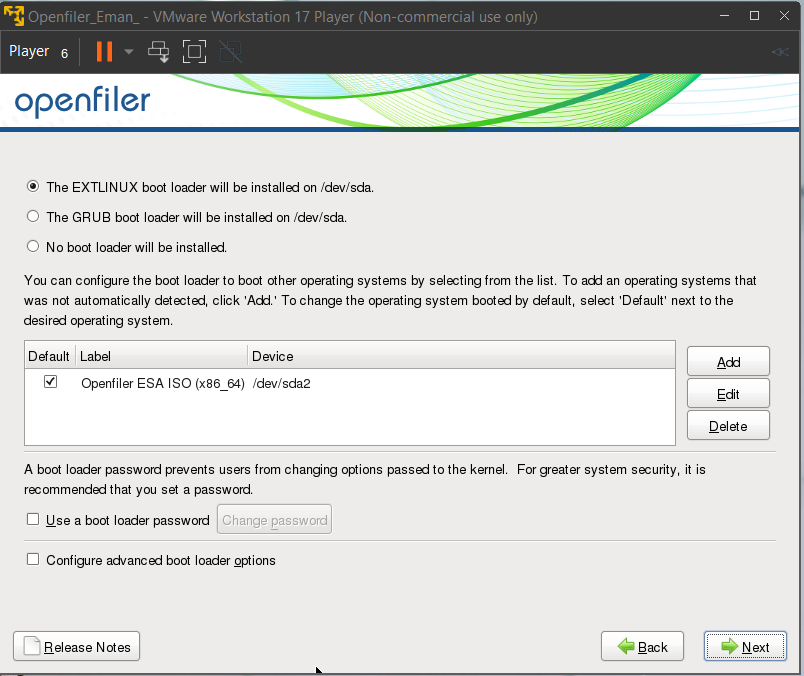 Openfiler_Eman_ - VMware Workstation 17 Player (Non-commercial use only)
Player 6
openfiler
The EXTLINUX boot loader will be installed on /dev/sda.
The GRUB boot loader will be installed on /dev/sda.
No boot loader will be installed.
You can configure the boot loader to boot other operating systems by selecting from the list. To add an operating systems that
was not automatically detected, click 'Add.' To change the operating system booted by default, select 'Default' next to the
desired operating system.
Default Label Device
Openfiler ESA ISO (x86_64) /dev/sda2
Add
Edit
Delete
A boot loader password prevents users from changing options passed to the kernel. For greater system security, it is
recommended that you set a password.
Use a boot loader password Change password
Configure advanced boot loader options
Release Notes Back Next